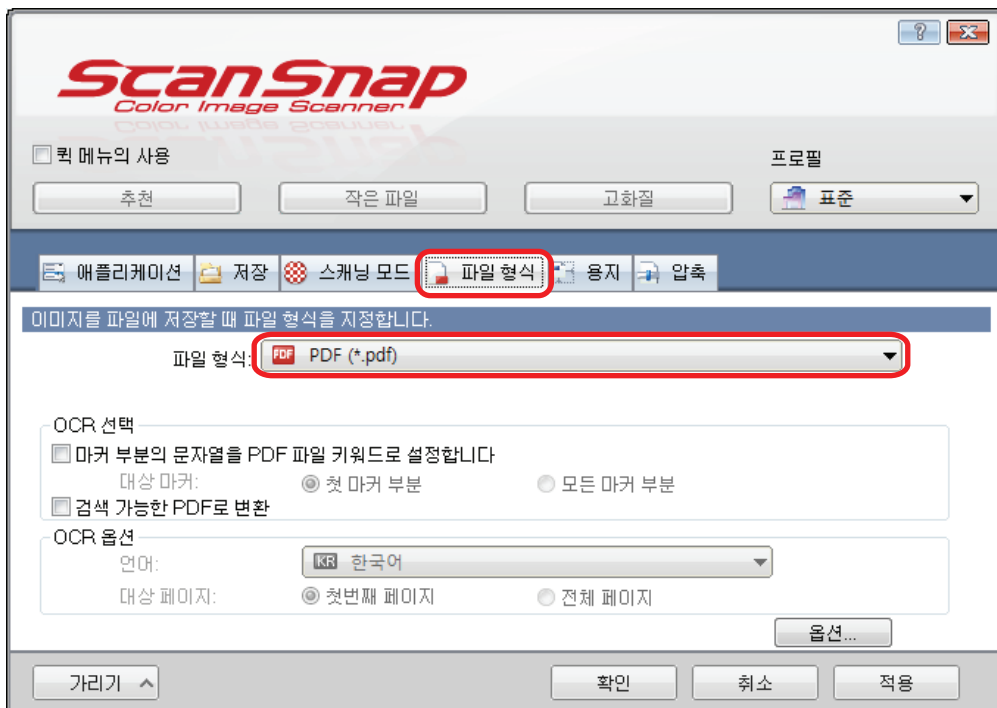 ScanSnap
Color Image Scanner
퀵 메뉴의 사용
프로필
추천 작은 파일 고화질 표준
애플리케이션 저장 스캐닝 모드 파일 형식 용지 압축
이미지를 파일에 저장할 때 파일 형식을 지정합니다.
파일 형식: PDF PDF (*.pdf)
OCR 선택
마커 부분의 문자열을 PDF 파일 키워드로 설정합니다
대상 마커: 첫 마커 부분 모든 마커 부분
검색 가능한 PDF로 변환
OCR 옵션
언어: KR 한국어
대상 페이지: 첫번째 페이지 전체 페이지
옵션...
가리기 확인 취소 적용